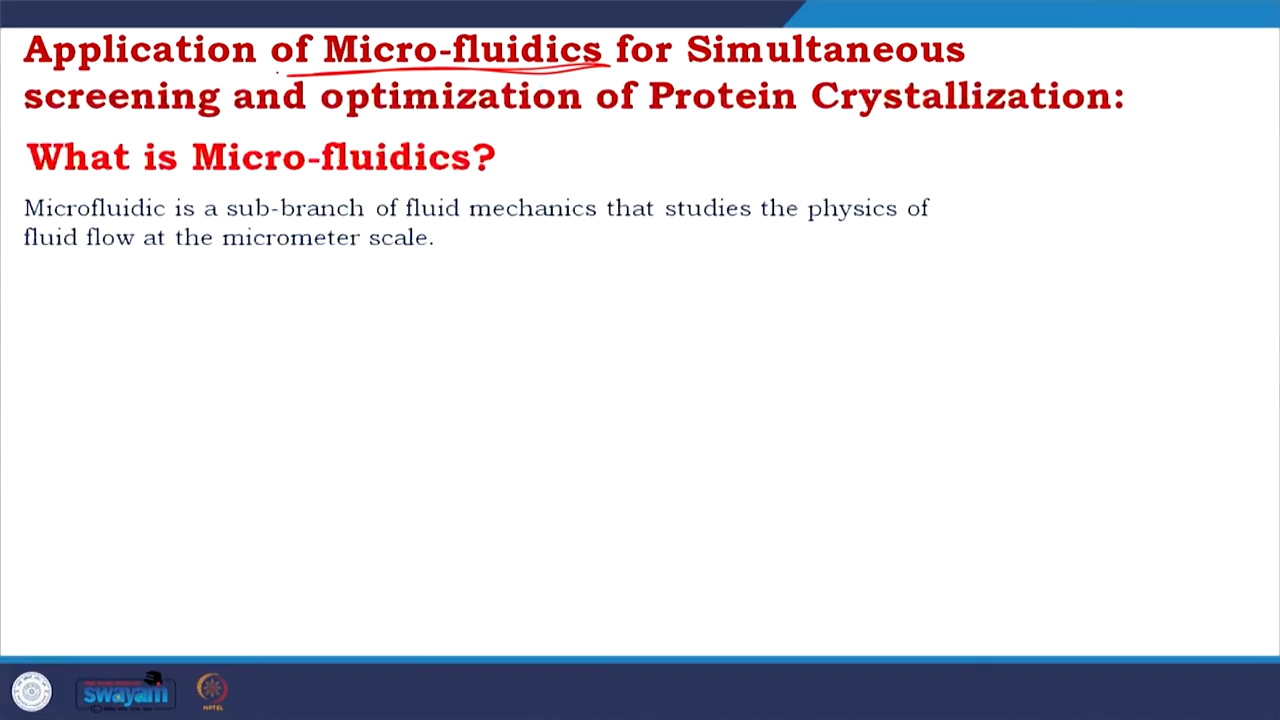 Application of Micro-fluidics for Simultaneous
screening and optimization of Protein Crystallization:
What is Micro-fluidics?
Microfluidic is a sub-branch of fluid mechanics that studies the physics of
fluid flow at the micrometer scale.
swayam
NPTEL